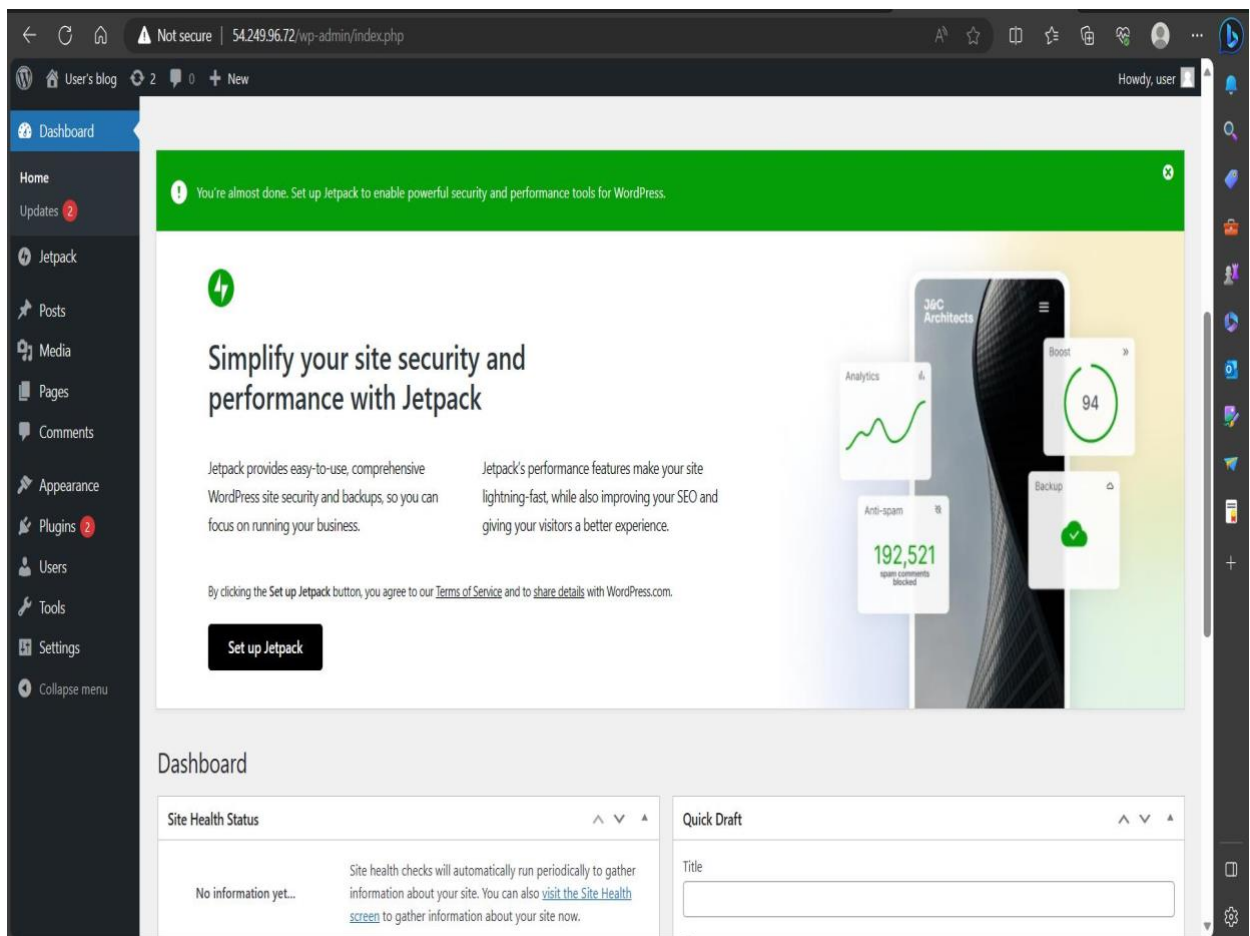 Not secure | 54.249.96.72/wp-admin/index.php
User's blog 2 0 + New Howdy, user
Dashboard
Home
Updates 2
Jetpack
Posts
Media
Pages
Comments
Appearance
Plugins 2
Users
Tools
Settings
Collapse menu
You're almost done. Set up Jetpack to enable powerful security and performance tools for WordPress.
Simplify your site security and
performance with Jetpack
Jetpack provides easy-to-use, comprehensive
WordPress site security and backups, so you can
focus on running your business.
Jetpack's performance features make your site
lightning-fast, while also improving your SEO and
giving your visitors a better experience.
By clicking the Set up Jetpack button, you agree to our Terms of Service and to share details with WordPress.com.
Set up Jetpack
J&C
Architects
Analytics
Boost
94
Anti-spam
192,521
spam comments
blocked
Backup
Dashboard
Site Health Status
No information yet...
Site health checks will automatically run periodically to gather
information about your site. You can also visit the Site Health
screen to gather information about your site now.
Quick Draft
Title